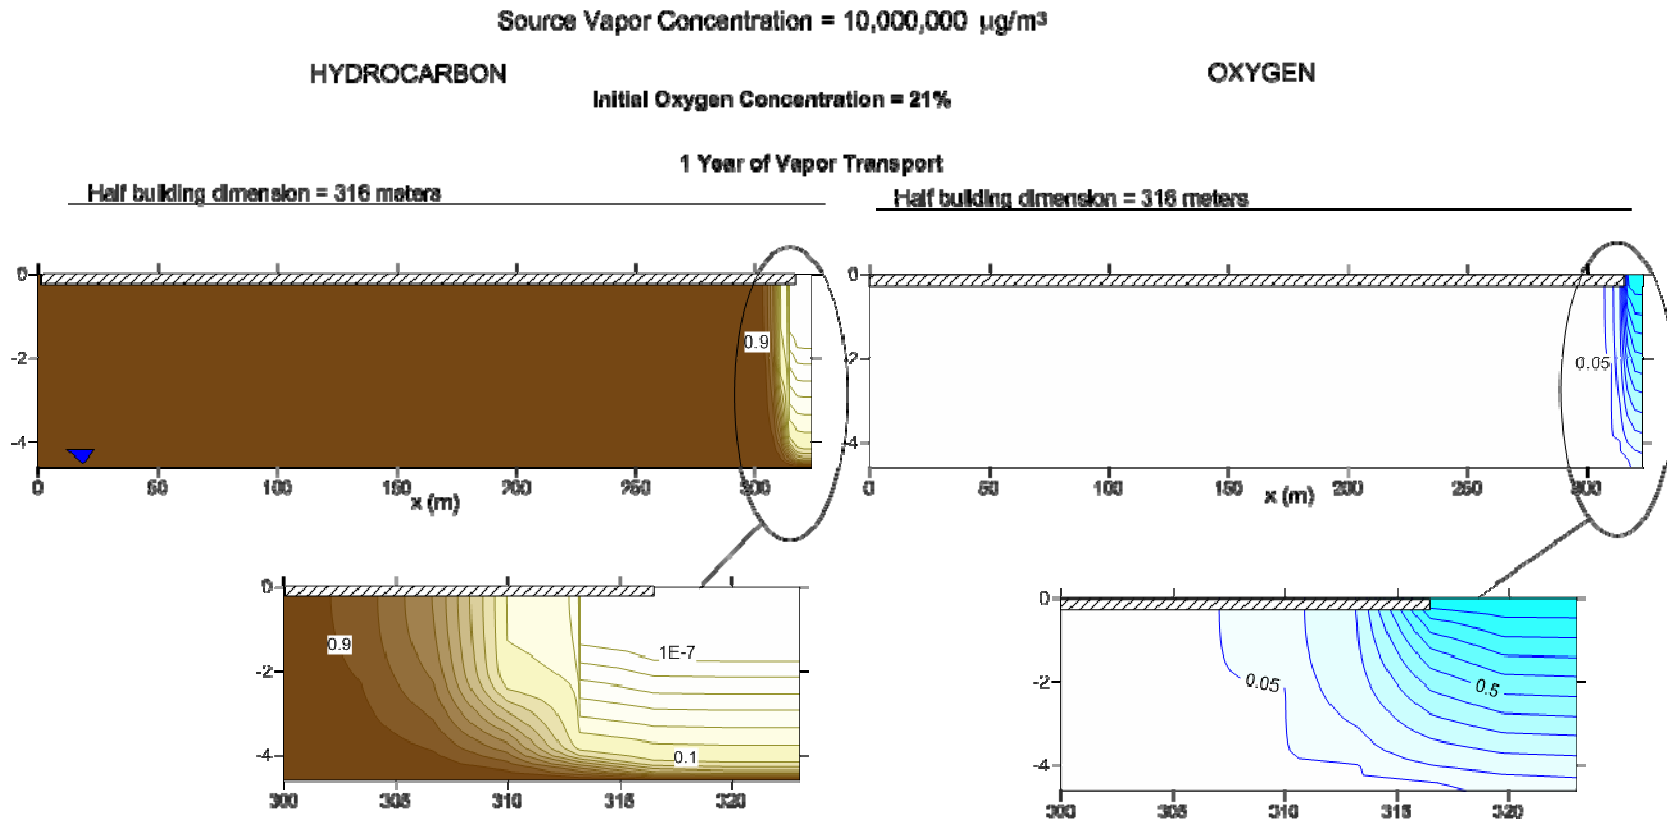 Source Vapor Concentration = 10,000,000 µg/m³
HYDROCARBON
OXYGEN
Initial Oxygen Concentration = 21%
1 Year of Vapor Transport
Half building dimension = 316 meters
Half building dimension = 316 meters
0
-2
-4
0.9
0 50 100 150 200 250 300
x (m)
0
-2
-4
0.05
0 50 100 150 200 250 300
x (m)
0
-2
-4
0.9
1E-7
0.1
300 305 310 315 320
0
-2
-4
0.05
0.5
300 305 310 315 320